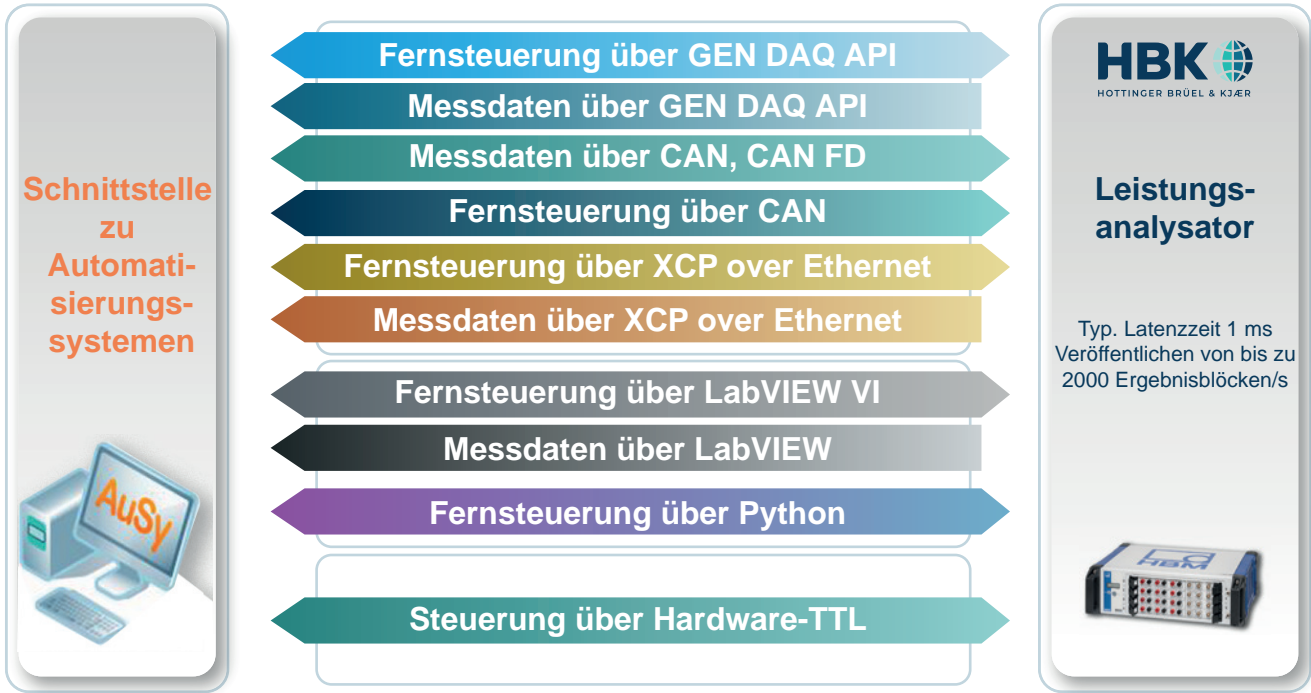 Schnittstelle
zu
Automati-
sierungs-
systemen
AuSy
Fernsteuerung über GEN DAQ API
Messdaten über GEN DAQ API
Messdaten über CAN, CAN FD
Fernsteuerung über CAN
Fernsteuerung über XCP over Ethernet
Messdaten über XCP over Ethernet
Fernsteuerung über LabVIEW VI
Messdaten über LabVIEW
Fernsteuerung über Python
Steuerung über Hardware-TTL
HBK
HOTTINGER BRÜEL & KJÆR
Leistungs-
analysator
Typ. Latenzzeit 1 ms
Veröffentlichen von bis zu
2000 Ergebnisblöcken/s
HBM